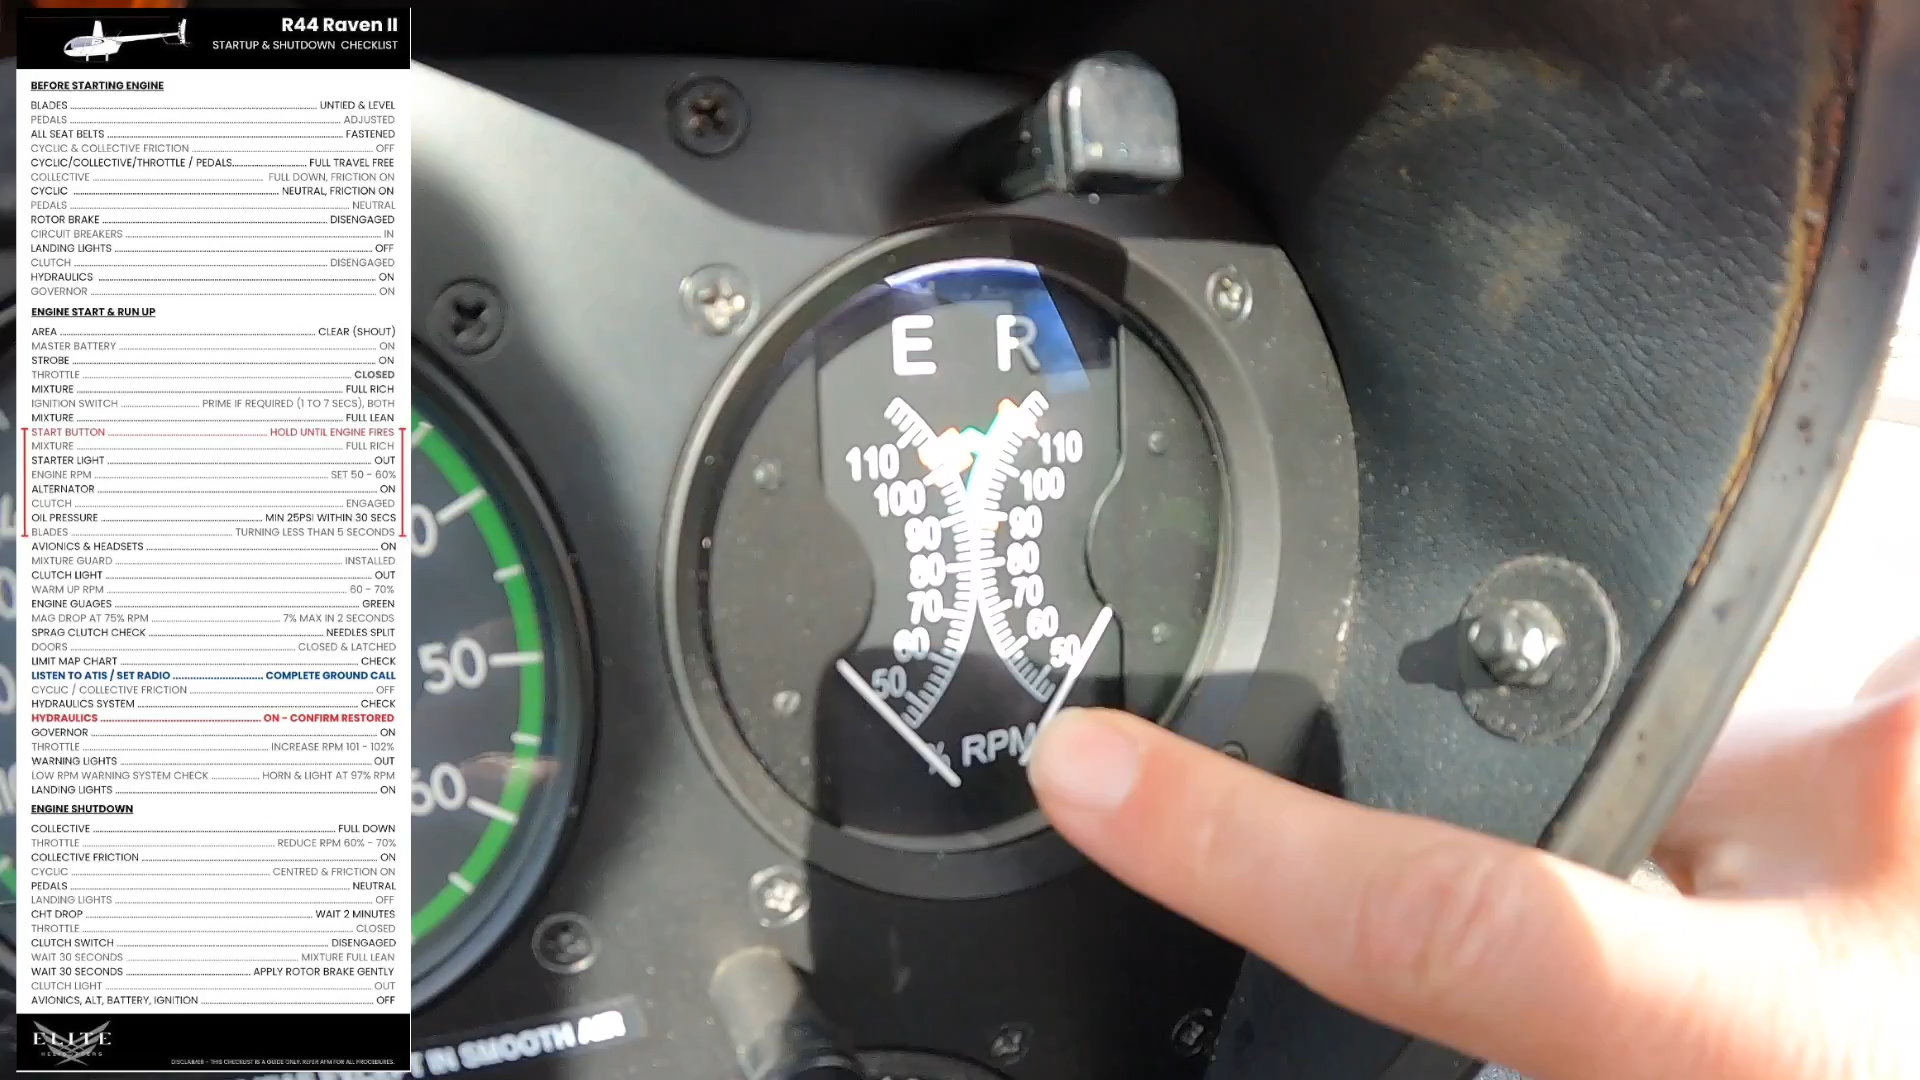 R44 Raven II
STARTUP & SHUTDOWN CHECKLIST
BEFORE STARTING ENGINE
BLADES UNTIED & LEVEL
PEDALS ADJUSTED
ALL SEAT BELTS FASTENED
CYCLIC & COLLECTIVE FRICTION OFF
CYCLIC/COLLECTIVE/THROTTLE / PEDALS FULL TRAVEL FREE
COLLECTIVE FULL DOWN, FRICTION ON
CYCLIC NEUTRAL, FRICTION ON
PEDALS NEUTRAL
ROTOR BRAKE DISENGAGED
CIRCUIT BREAKERS IN
LANDING LIGHTS OFF
CLUTCH DISENGAGED
HYDRAULICS ON
GOVERNOR ON
ENGINE START & RUN UP
AREA CLEAR (SHOUT)
MASTER BATTERY ON
STROBE ON
THROTTLE CLOSED
MIXTURE FULL RICH
IGNITION SWITCH PRIME IF REQUIRED (1 TO 7 SECS), BOTH
MIXTURE FULL LEAN
START BUTTON HOLD UNTIL ENGINE FIRES
MIXTURE FULL RICH
STARTER LIGHT OUT
ENGINE RPM SET 50 - 60%
ALTERNATOR ON
CLUTCH ENGAGED
OIL PRESSURE MIN 25PSI WITHIN 30 SECS
BLADES TURNING LESS THAN 5 SECONDS
AVIONICS & HEADSETS ON
MIXTURE GUARD INSTALLED
CLUTCH LIGHT OUT
WARM UP RPM 60 - 70%
ENGINE GUAGES GREEN
MAG DROP AT 75% RPM 7% MAX IN 2 SECONDS
SPRAG CLUTCH CHECK NEEDLES SPLIT
DOORS CLOSED & LATCHED
LIMIT MAP CHART CHECK
LISTEN TO ATIS / SET RADIO COMPLETE GROUND CALL
CYCLIC / COLLECTIVE FRICTION OFF
HYDRAULICS SYSTEM CHECK
HYDRAULICS ON - CONFIRM RESTORED
GOVERNOR ON
THROTTLE INCREASE RPM 101 - 102%
WARNING LIGHTS OUT
LOW RPM WARNING SYSTEM CHECK HORN & LIGHT AT 97% RPM
LANDING LIGHTS ON
ENGINE SHUTDOWN
COLLECTIVE FULL DOWN
THROTTLE REDUCE RPM 60% - 70%
COLLECTIVE FRICTION ON
CYCLIC CENTRED & FRICTION ON
PEDALS NEUTRAL
LANDING LIGHTS OFF
CHT DROP WAIT 2 MINUTES
THROTTLE CLOSED
CLUTCH SWITCH DISENGAGED
WAIT 30 SECONDS MIXTURE FULL LEAN
WAIT 30 SECONDS APPLY ROTOR BRAKE GENTLY
CLUTCH LIGHT OUT
AVIONICS, ALT, BATTERY, IGNITION OFF
ELITE
HELICOPTERS
DISCLAIMER - THIS CHECKLIST IS A GUIDE ONLY. REFER AFM FOR ALL PROCEDURES.
E R
110 110
100 100
90 90
80 80
70 70
60 60
50 50
% RPM
50
60
IN SMOOTH AIR